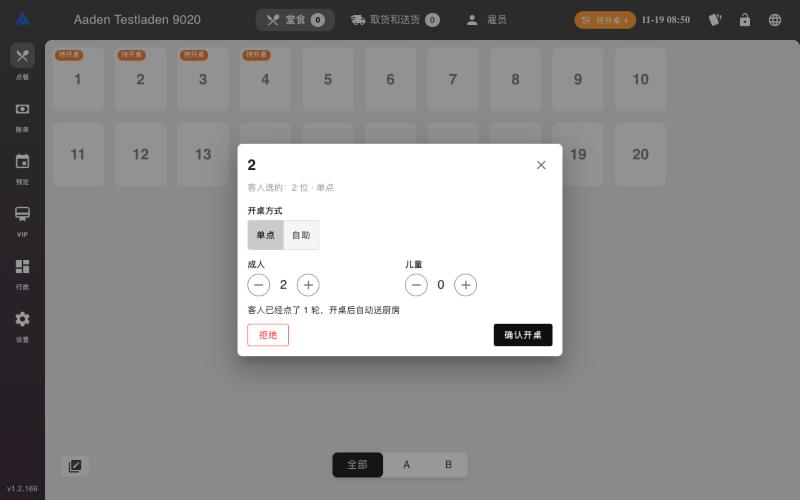 Aaden Testladen 9020
堂食 0
取货和送货 0
雇员
待开桌 4
11-19 08:50
点餐
账单
预定
VIP
行政
设置
v1.2.166
待开桌
1
待开桌
2
待开桌
3
待开桌
4
5
6
7
8
9
10
11
12
13
19
20
2
客人选的: 2 位 · 单点
开桌方式
单点 自助
成人
2
儿童
0
客人已经点了 1 轮，开桌后自动送厨房
拒绝
确认开桌
全部 A B